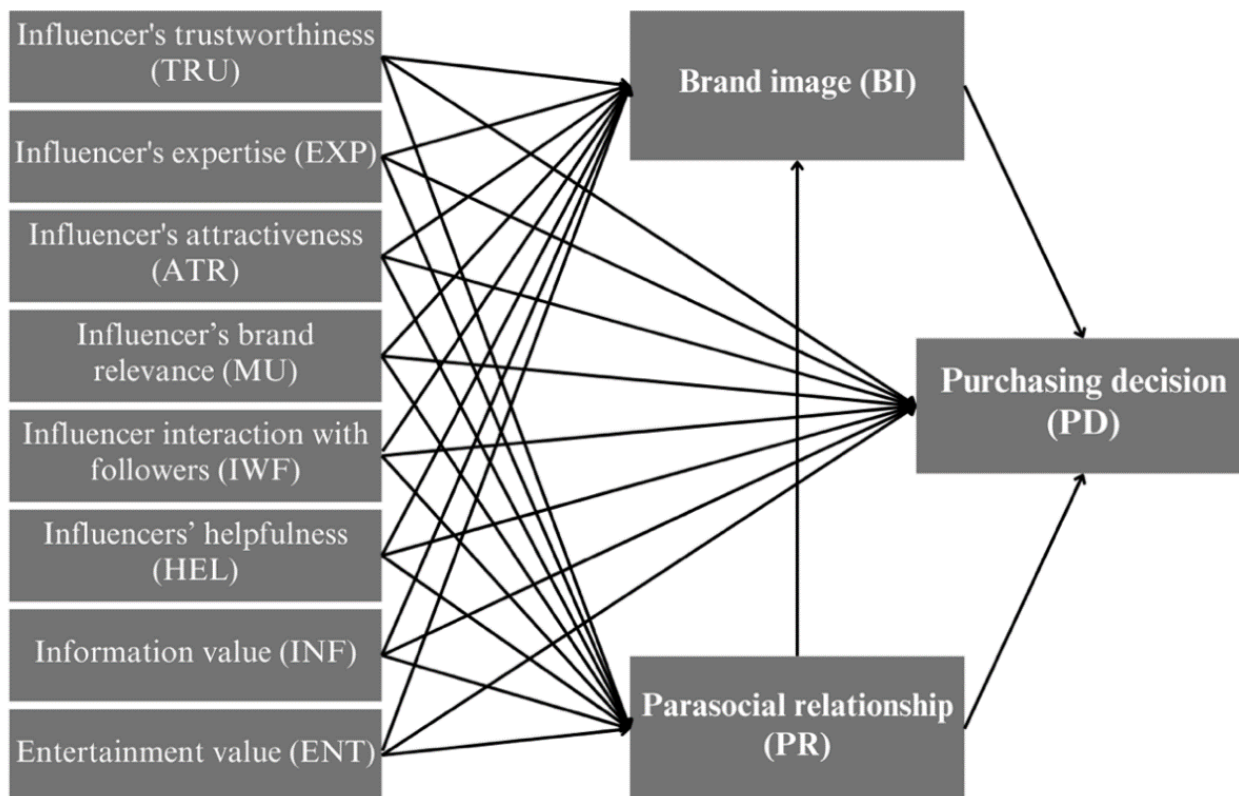 Influencer's trustworthiness
(TRU)
Influencer's expertise (EXP)
Influencer's attractiveness
(ATR)
Influencer’s brand
relevance (MU)
Influencer interaction with
followers (IWF)
Influencers’ helpfulness
(HEL)
Information value (INF)
Entertainment value (ENT)
Brand image (BI)
Parasocial relationship
(PR)
Purchasing decision
(PD)